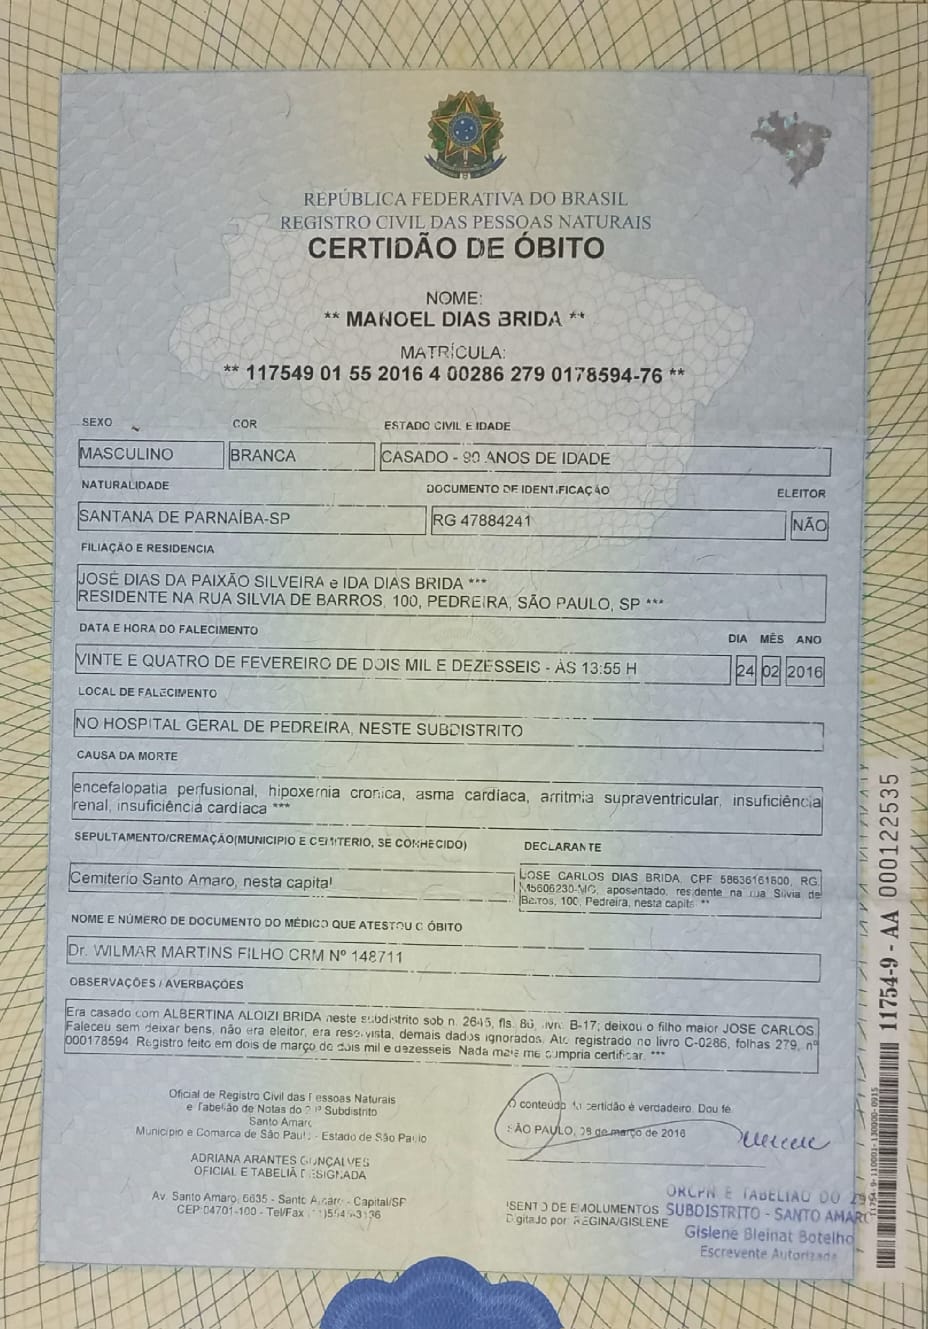 REPÚBLICA FEDERATIVA DO BRASIL
REGISTRO CIVIL DAS PESSOAS NATURAIS
CERTIDÃO DE ÓBITO
NOME:
** MANOEL DIAS BRIDA **
MATRÍCULA:
** 117549 01 55 2016 4 00286 279 0178594-76 **
SEXO COR ESTADO CIVIL E IDADE
MASCULINO BRANCA CASADO - 90 ANOS DE IDADE
NATURALIDADE DOCUMENTO DE IDENTIFICAÇÃO ELEITOR
SANTANA DE PARNAÍBA-SP RG 47884241 NÃO
FILIAÇÃO E RESIDENCIA
JOSÉ DIAS DA PAIXÃO SILVEIRA e IDA DIAS BRIDA ***
RESIDENTE NA RUA SILVIA DE BARROS, 100, PEDREIRA, SÃO PAULO, SP ***
DATA E HORA DO FALECIMENTO DIA MÊS ANO
VINTE E QUATRO DE FEVEREIRO DE DOIS MIL E DEZESSEIS - ÀS 13:55 H 24 02 2016
LOCAL DE FALECIMENTO
NO HOSPITAL GERAL DE PEDREIRA, NESTE SUBDISTRITO
CAUSA DA MORTE
encefalopatia perfusional, hipoxemia cronica, asma cardíaca, arritmia supraventricular, insuficiência
renal, insuficiência cardíaca ***
SEPULTAMENTO/CREMAÇÃO(MUNICIPIO E CEMITERIO, SE CONHECIDO) DECLARANTE
Cemiterio Santo Amaro, nesta capital
JOSE CARLOS DIAS BRIDA, CPF 58636161600, RG
M5606230-MG, aposentado, residente na rua Silvia de
Barros, 100, Pedreira, nesta capita **
NOME E NÚMERO DE DOCUMENTO DO MÉDICO QUE ATESTOU O ÓBITO
Dr. WILMAR MARTINS FILHO CRM Nº 148711
OBSERVAÇÕES / AVERBAÇÕES
Era casado com ALBERTINA ALOIZI BRIDA neste subdistrito sob n. 2645, fls. 86, livro B-17; deixou o filho maior JOSE CARLOS.
Faleceu sem deixar bens, não era eleitor, era reservista, demais dados ignorados. Ato registrado no livro C-0286, folhas 279, nº
000178594. Registro feito em dois de março de dois mil e dezesseis. Nada mais me cumpria certificar. ***
Oficial de Registro Civil das Pessoas Naturais
e Tabelião de Notas do Subdistrito
Santo Amaro
Município e Comarca de São Paulo - Estado de São Paulo
ADRIANA ARANTES GONÇALVES
OFICIAL E TABELIÃ DESIGNADA
Av. Santo Amaro, 6635 - Santo Amaro - Capital/SP
CEP:04701-100 - Tel/Fax
O conteúdo da certidão é verdadeiro. Dou fé
SÃO PAULO, de março de 2016
ISENTO DE EMOLUMENTOS
Digitado por: REGINA/GISLENE
ORCPN E TABELIAO DO 29º
SUBDISTRITO - SANTO AMARO
Gislene Bleinat Botelho
Escrevente Autorizada
11754-9 - AA 000122535
11754-9-110001-130000-0915